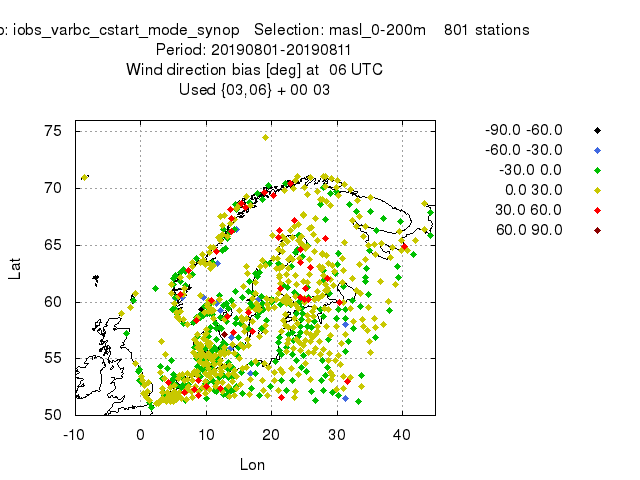 : iobs_varbc_cstart_mode_synop Selection: masl_0-200m 801 stations
Period: 20190801-20190811
Wind direction bias [deg] at 06 UTC
Used {03,06} + 00 03
-90.0 -60.0
-60.0 -30.0
-30.0 0.0
0.0 30.0
30.0 60.0
60.0 90.0
75
70
65
60
55
50
Lat
-10 0 10 20 30 40
Lon